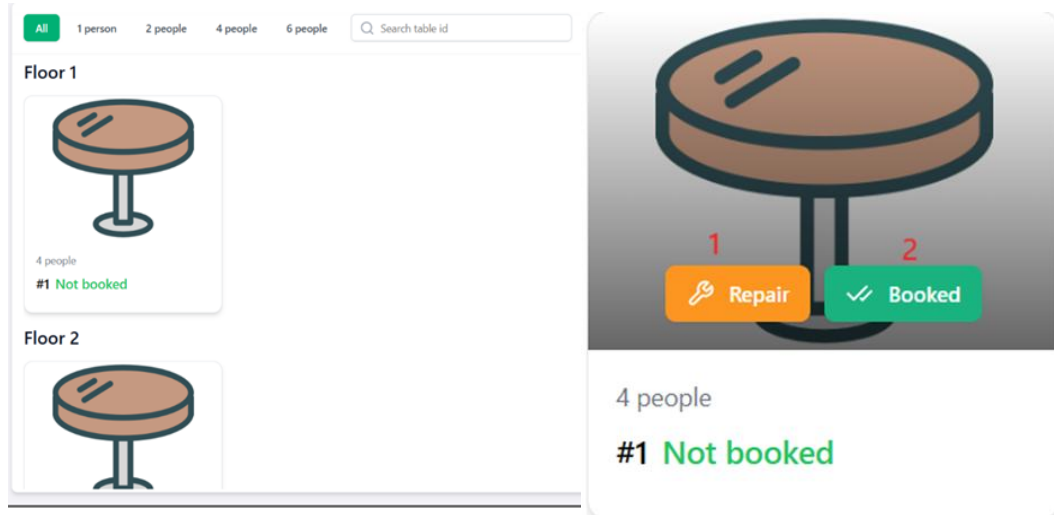 All 1 person 2 people 4 people 6 people Search table id
Floor 1
4 people
#1 Not booked
Floor 2
1 2
Repair Booked
4 people
#1 Not booked